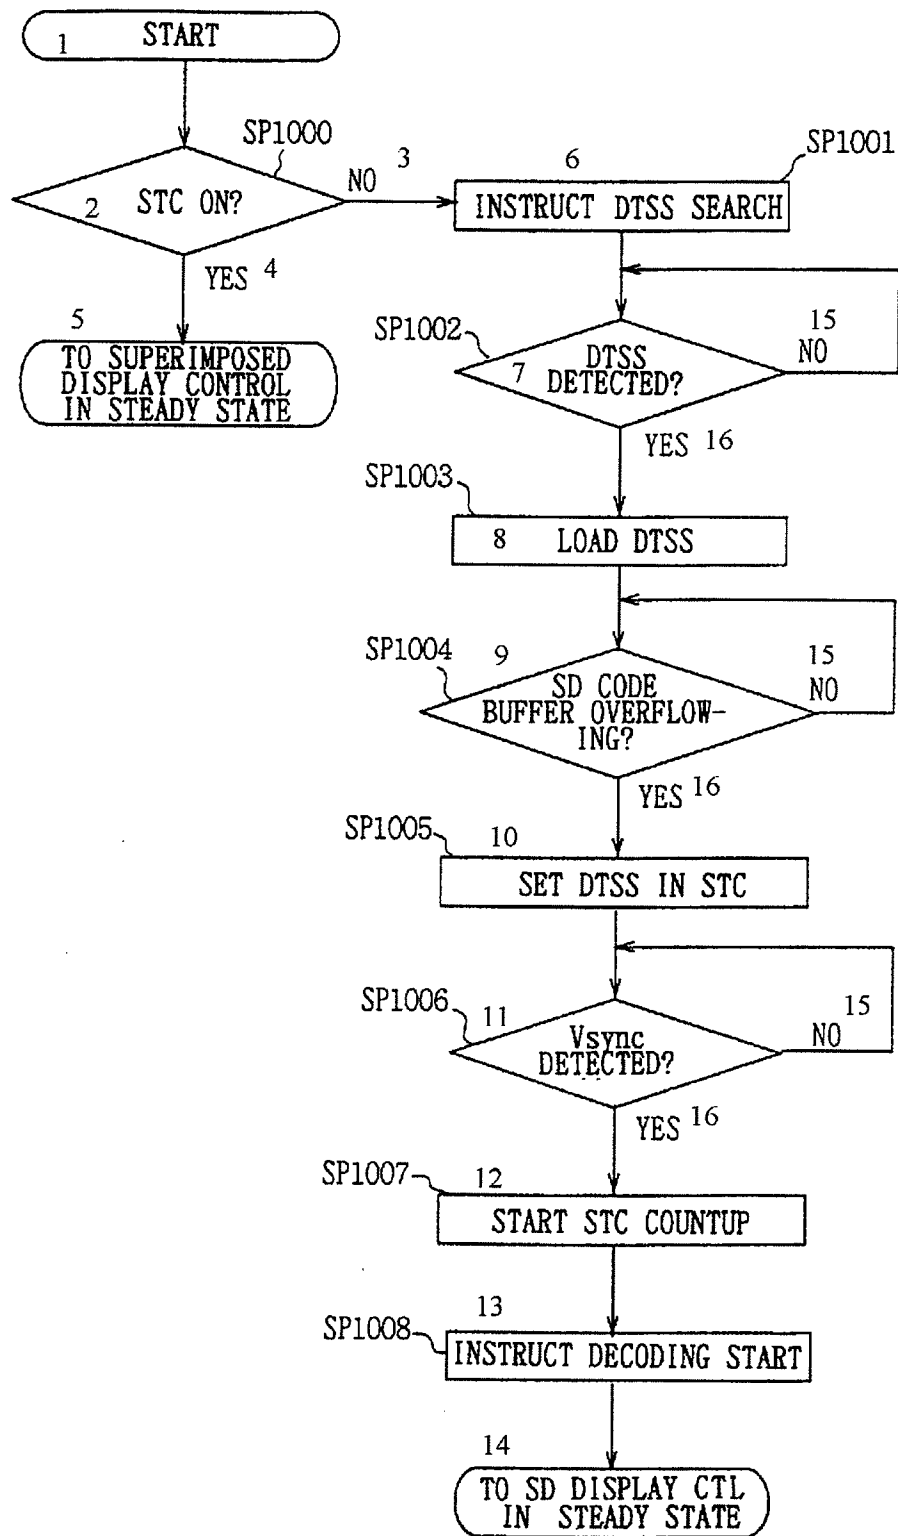 1 START
SP1000
2 STC ON?
NO 3
YES 4
5
TO SUPERIMPOSED
DISPLAY CONTROL
IN STEADY STATE
SP1001
6
INSTRUCT DTSS SEARCH
SP1002
7 DTSS
DETECTED?
15
NO
YES 16
SP1003
8 LOAD DTSS
SP1004
9
SD CODE
BUFFER OVERFLOW-
ING?
15
NO
YES 16
SP1005
10
SET DTSS IN STC
SP1006
11
Vsync
DETECTED?
15
NO
YES 16
SP1007
12
START STC COUNTUP
13
SP1008
INSTRUCT DECODING START
14
TO SD DISPLAY CTL
IN STEADY STATE